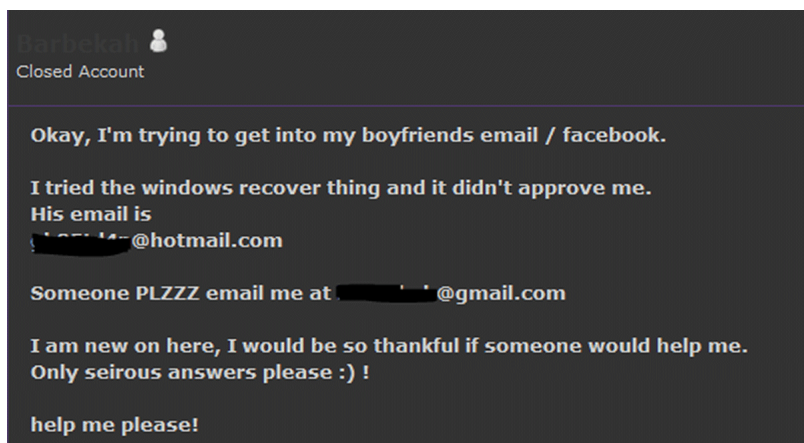 Barbekah
Closed Account
Okay, I'm trying to get into my boyfriends email / facebook.
I tried the windows recover thing and it didn't approve me.
His email is
@hotmail.com
Someone PLZZZ email me at @gmail.com
I am new on here, I would be so thankful if someone would help me.
Only seirous answers please :) !
help me please!